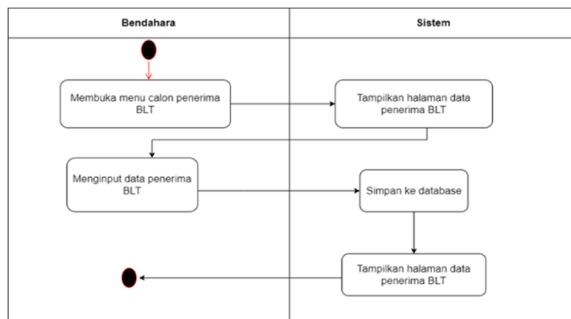 Bendahara
Sistem
Membuka menu calon penerima
BLT
Tampilkan halaman data
penerima BLT
Menginput data penerima
BLT
Simpan ke database
Tampilkan halaman data
penerima BLT